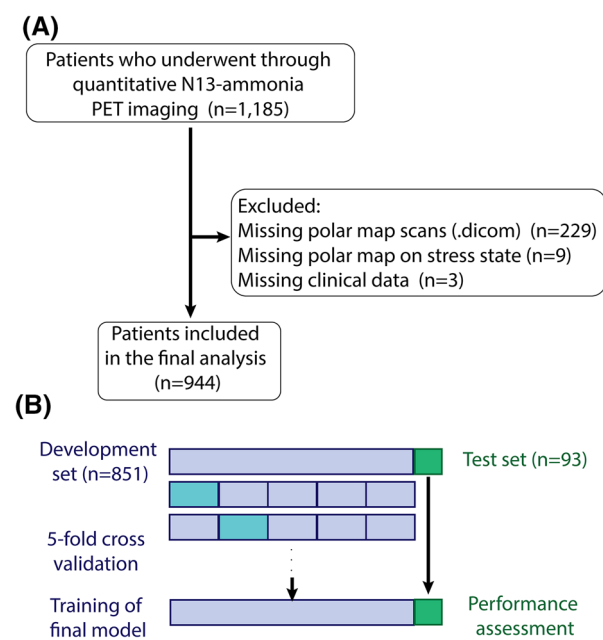 (A)
Patients who underwent through
quantitative N13-ammonia
PET imaging (n=1,185)
Excluded:
Missing polar map scans (.dicom) (n=229)
Missing polar map on stress state (n=9)
Missing clinical data (n=3)
Patients included
in the final analysis
(n=944)
(B)
Development
set (n=851)
Test set (n=93)
5-fold cross
validation
Training of
final model
Performance
assessment